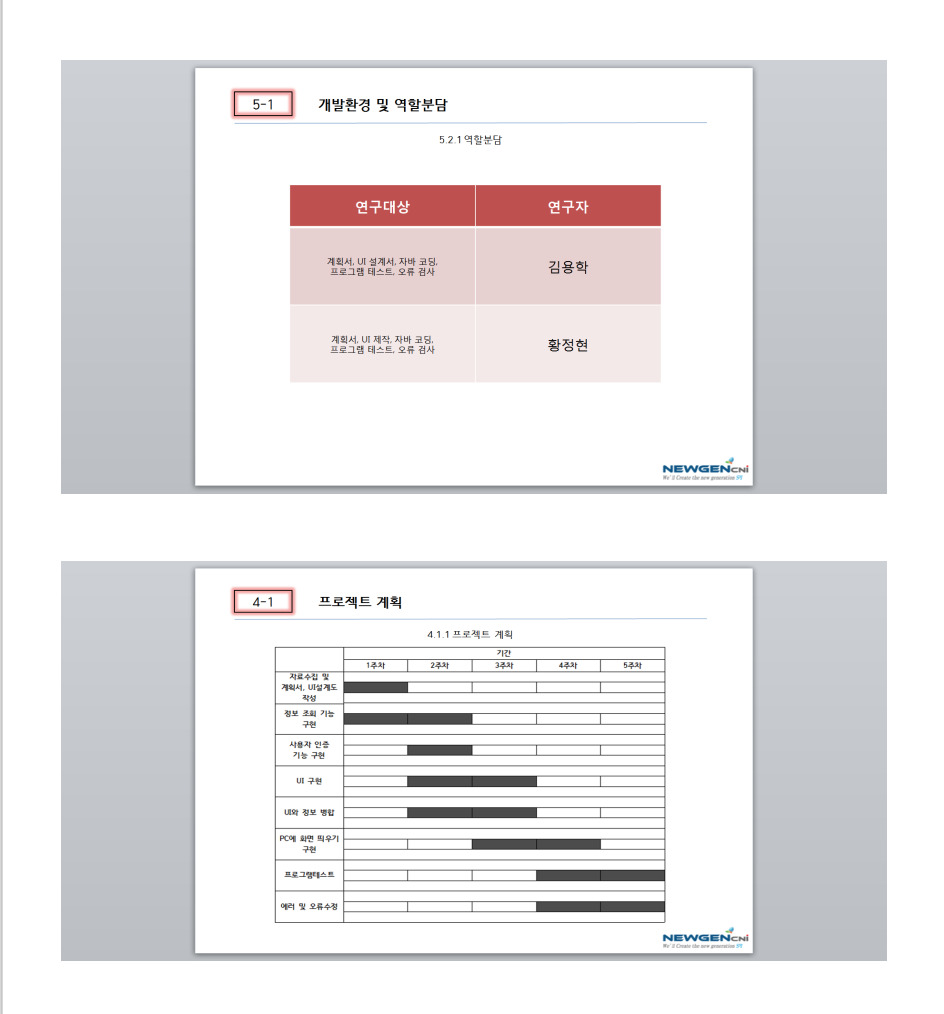 5-1
개발환경 및 역할분담
5.2.1 역할분담
연구대상
연구자
계획서, UI 설계서, 자바 코딩,
프로그램 테스트, 오류 검사
김용학
계획서, UI 제작, 자바 코딩,
프로그램 테스트, 오류 검사
황정현
NEWGENCNi
We'll Create the new generation
4-1
프로젝트 계획
4.1.1 프로젝트 계획
기간
1주차 2주차 3주차 4주차 5주차
자료수집 및
계획서, UI설계도
작성
정보 조회 기능
구현
사용자 인증
기능 구현
UI 구현
UI와 정보 병합
PC에 화면 띄우기
구현
프로그램테스트
에러 및 오류수정
NEWGENCNi
We'll Create the new generation